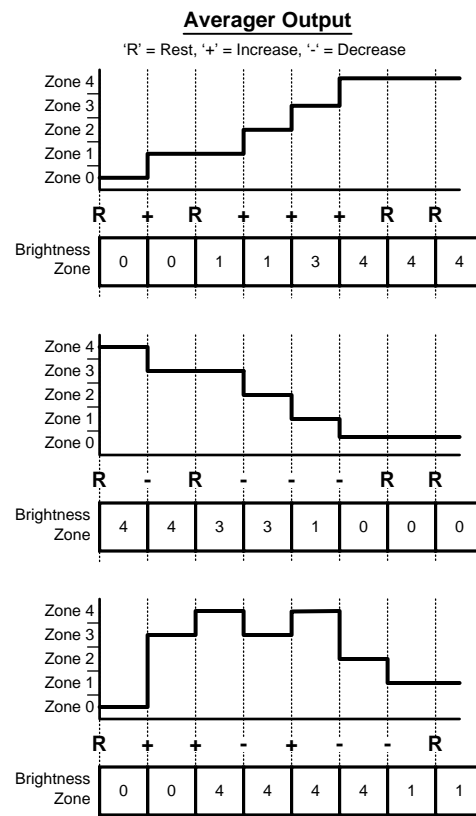 Averager Output
‘R’ = Rest, ‘+’ = Increase, ‘-‘ = Decrease
Zone 4
Zone 3
Zone 2
Zone 1
Zone 0
R + R + + + R R
Brightness Zone
0 0 1 1 3 4 4 4
Zone 4
Zone 3
Zone 2
Zone 1
Zone 0
R - R - - - R R
Brightness Zone
4 4 3 3 1 0 0 0
Zone 4
Zone 3
Zone 2
Zone 1
Zone 0
R + + - + - - R
Brightness Zone
0 0 4 4 4 4 1 1